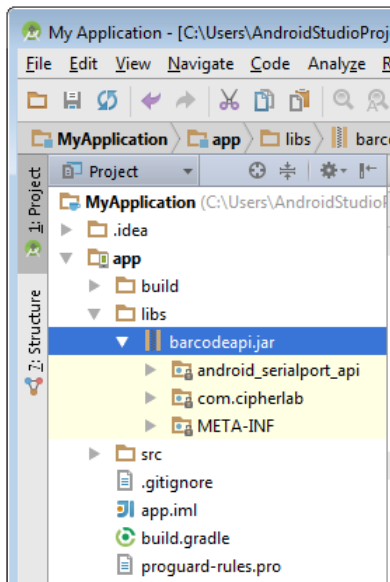 My Application - [C:\Users\AndroidStudioProj
File Edit View Navigate Code Analyze R
MyApplication app libs barc
1: Project
Project
MyApplication (C:\Users\AndroidStudioP
.idea
app
build
libs
barcodeapi.jar
android_serialport_api
com.cipherlab
META-INF
src
.gitignore
app.iml
build.gradle
proguard-rules.pro
7: Structure